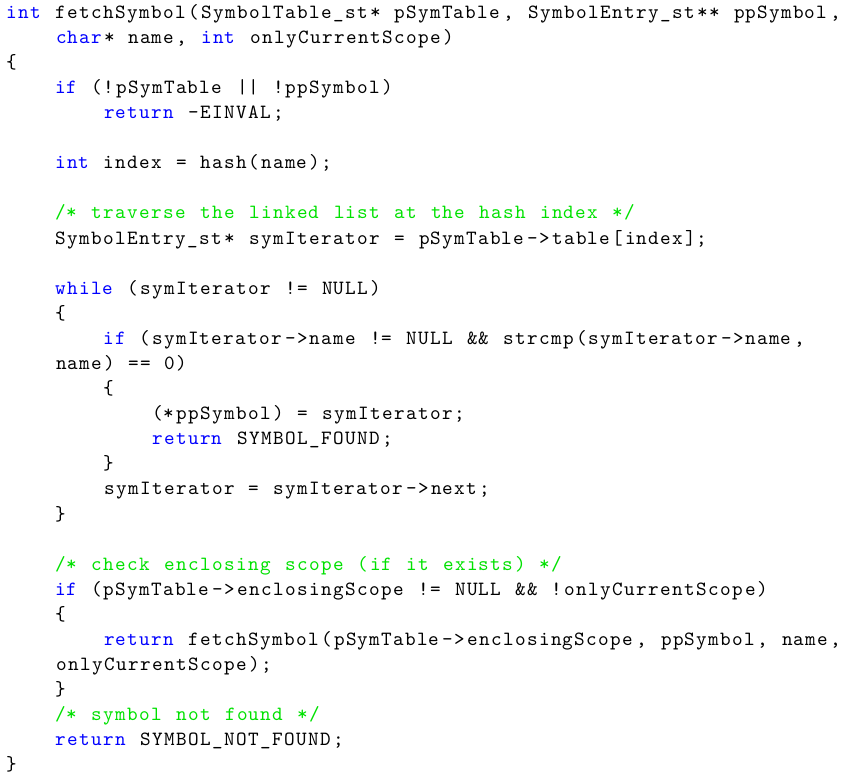 int fetchSymbol(SymbolTable_st* pSymTable, SymbolEntry_st** ppSymbol,
    char* name, int onlyCurrentScope)
{
    if (!pSymTable || !ppSymbol)
        return -EINVAL;

    int index = hash(name);

    /* traverse the linked list at the hash index */
    SymbolEntry_st* symIterator = pSymTable->table[index];

    while (symIterator != NULL)
    {
        if (symIterator->name != NULL && strcmp(symIterator->name,
    name) == 0)
        {
            (*ppSymbol) = symIterator;
            return SYMBOL_FOUND;
        }
        symIterator = symIterator->next;
    }

    /* check enclosing scope (if it exists) */
    if (pSymTable->enclosingScope != NULL && !onlyCurrentScope)
    {
        return fetchSymbol(pSymTable->enclosingScope, ppSymbol, name,
    onlyCurrentScope);
    }
    /* symbol not found */
    return SYMBOL_NOT_FOUND;
}